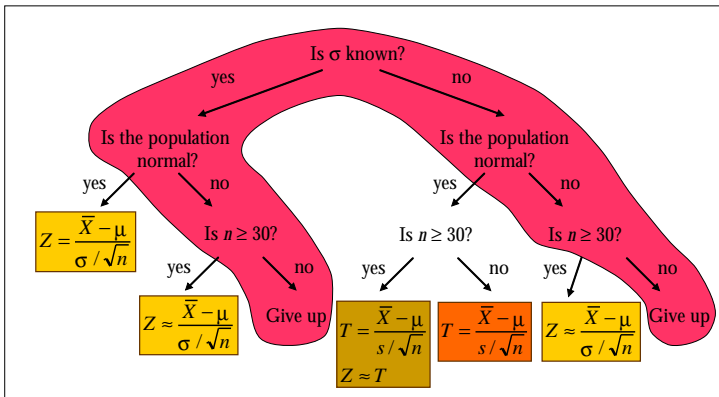 Is σ known?
yes
no
Is the population
normal?
Is the population
normal?
yes
no
yes
no
Z = (X̄ − μ) / (σ / √n)
Is n ≥ 30?
Is n ≥ 30?
Is n ≥ 30?
yes
no
yes
no
yes
no
Z ≈ (X̄ − μ) / (σ / √n)
Give up
T = (X̄ − μ) / (s / √n)
Z ≈ T
T = (X̄ − μ) / (s / √n)
Z ≈ (X̄ − μ) / (σ / √n)
Give up